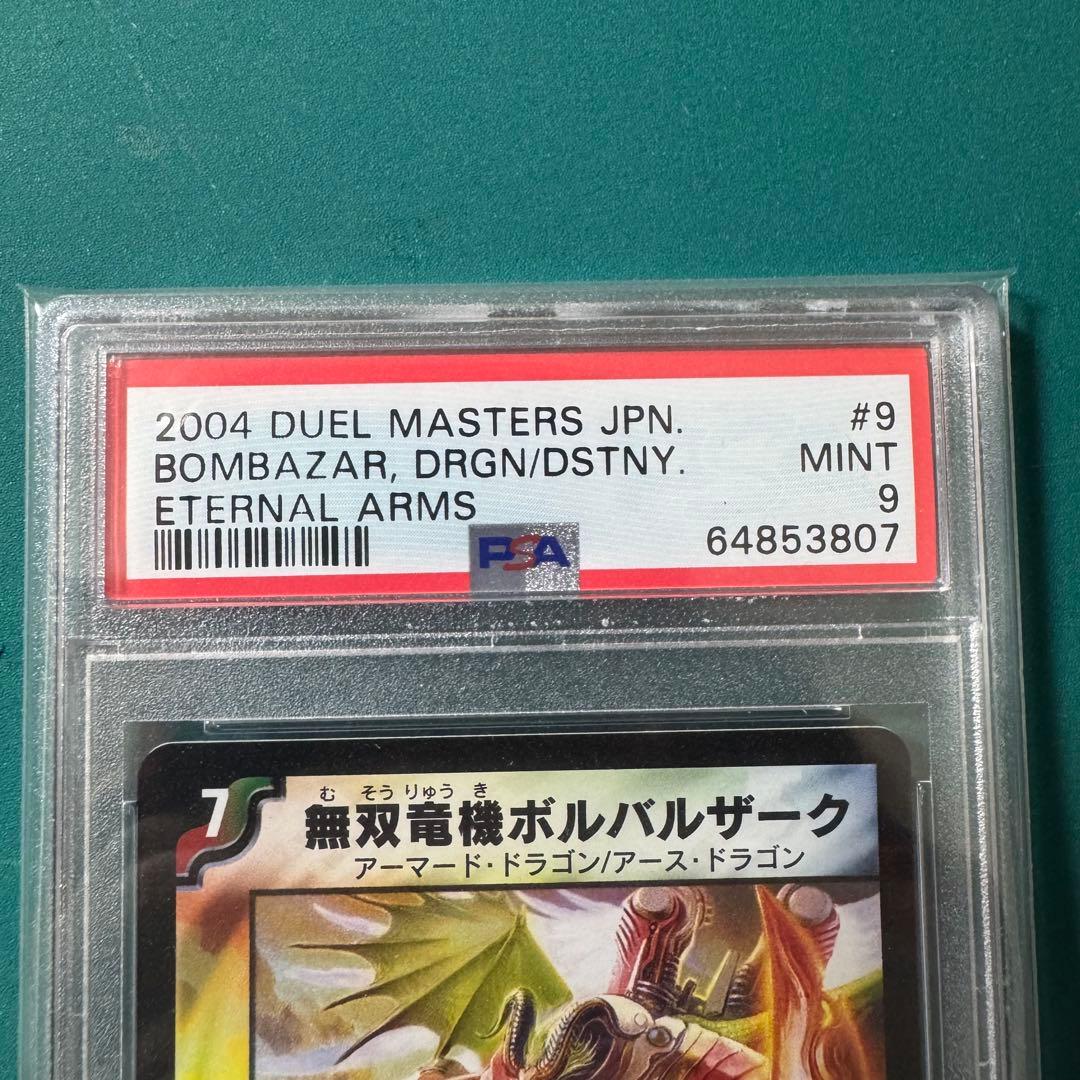 2004 DUEL MASTERS JPN. #9
BOMBAZAR, DRGN/DSTNY. MINT
ETERNAL ARMS 9
64853807
PSA
7
む そう りゅう き
無双竜機ボルバルザーク
アーマード・ドラゴン/アース・ドラゴン